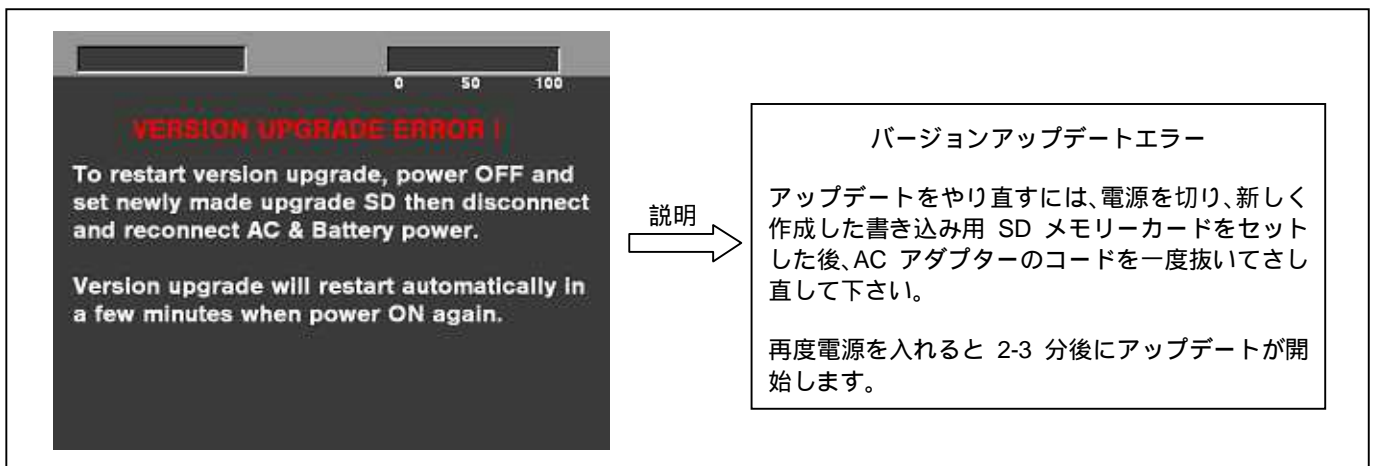 0 50 100
VERSION UPGRADE ERROR !
To restart version upgrade, power OFF and
set newly made upgrade SD then disconnect
and reconnect AC & Battery power.
Version upgrade will restart automatically in
a few minutes when power ON again.
説明
バージョンアップデートエラー
アップデートをやり直すには、電源を切り、新しく
作成した書き込み用 SD メモリーカードをセット
した後、AC アダプターのコードを一度抜いてさし
直して下さい。
再度電源を入れると 2-3 分後にアップデートが開
始します。